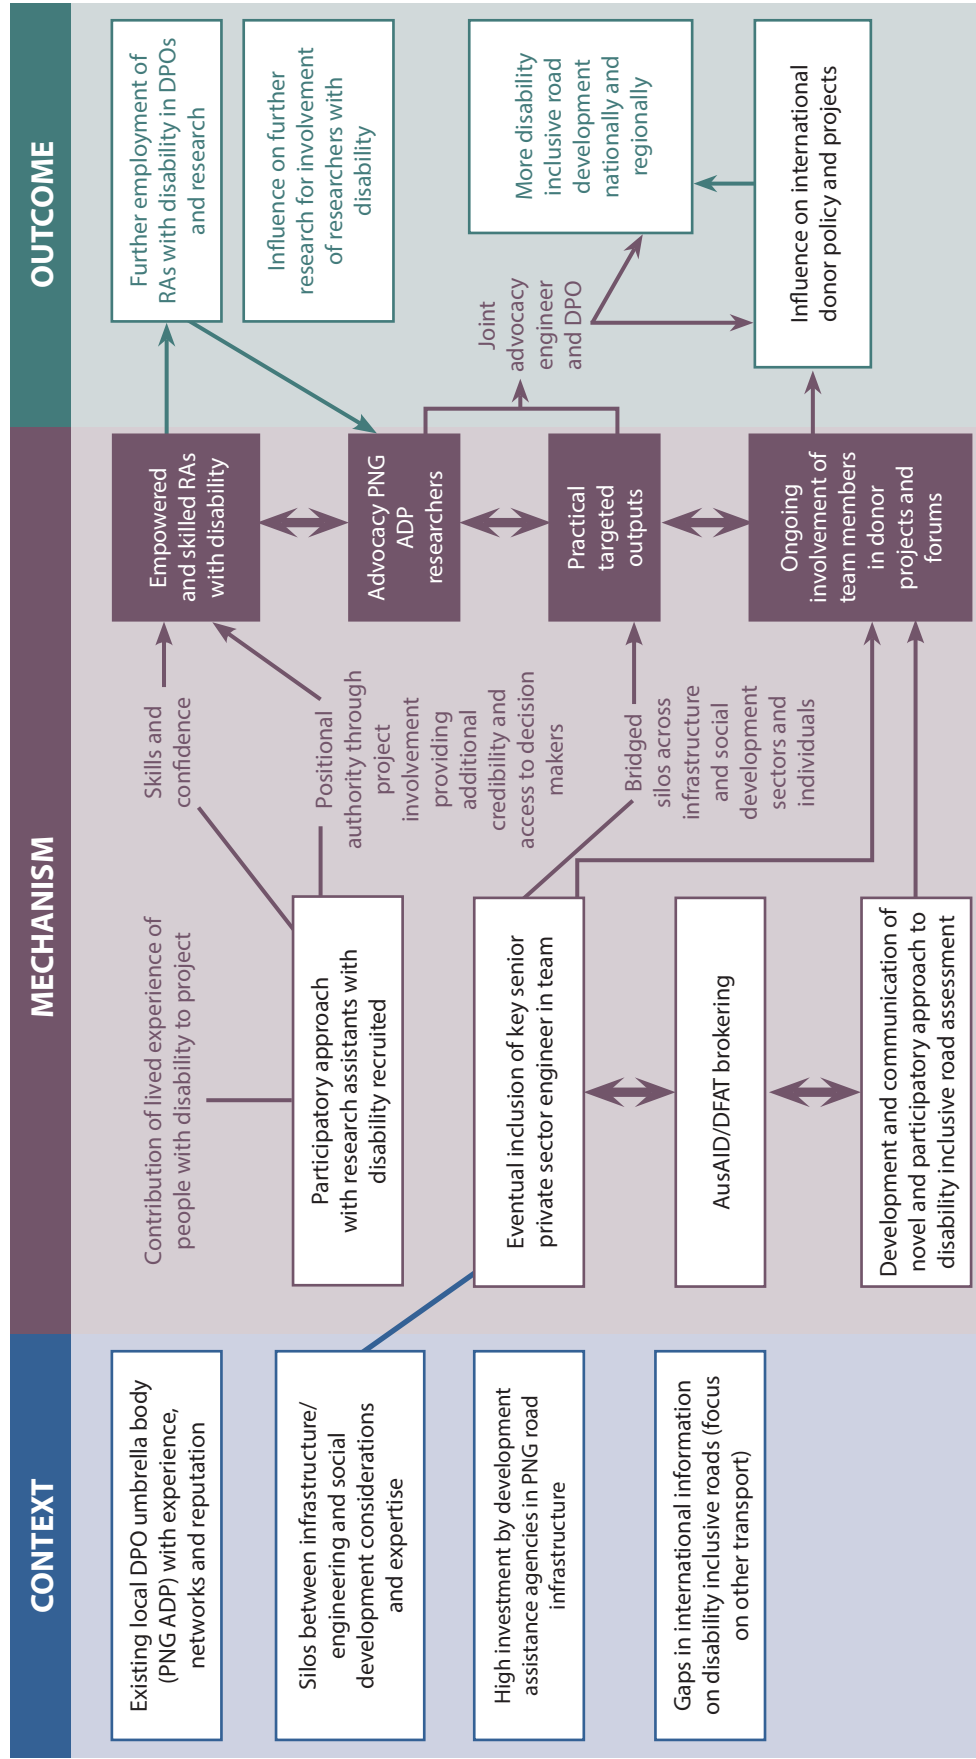 CONTEXT
Existing local DPO umbrella body
(PNG ADP) with experience,
networks and reputation
Silos between infrastructure/
engineering and social
development considerations
and expertise
High investment by development
assistance agencies in PNG road
infrastructure
Gaps in international information
on disability inclusive roads (focus
on other transport)
MECHANISM
Contribution of lived experience of
people with disability to project
Participatory approach
with research assistants with
disability recruited
Eventual inclusion of key senior
private sector engineer in team
AusAID/DFAT brokering
Development and communication of
novel and participatory approach to
disability inclusive road assessment
Skills and
confidence
Positional
authority through
project
involvement
providing
additional
credibility and
access to decision
makers
Bridged
silos across
infrastructure
and social
development
sectors and
individuals
Empowered
and skilled RAs
with disability
Advocacy PNG
ADP
researchers
Practical
targeted
outputs
Ongoing
involvement of
team members
in donor
projects and
forums
OUTCOME
Further employment of
RAs with disability in DPOs
and research
Influence on further
research for involvement
of researchers with
disability
Joint
advocacy
engineer
and DPO
More disability
inclusive road
development
nationally and
regionally
Influence on international
donor policy and projects